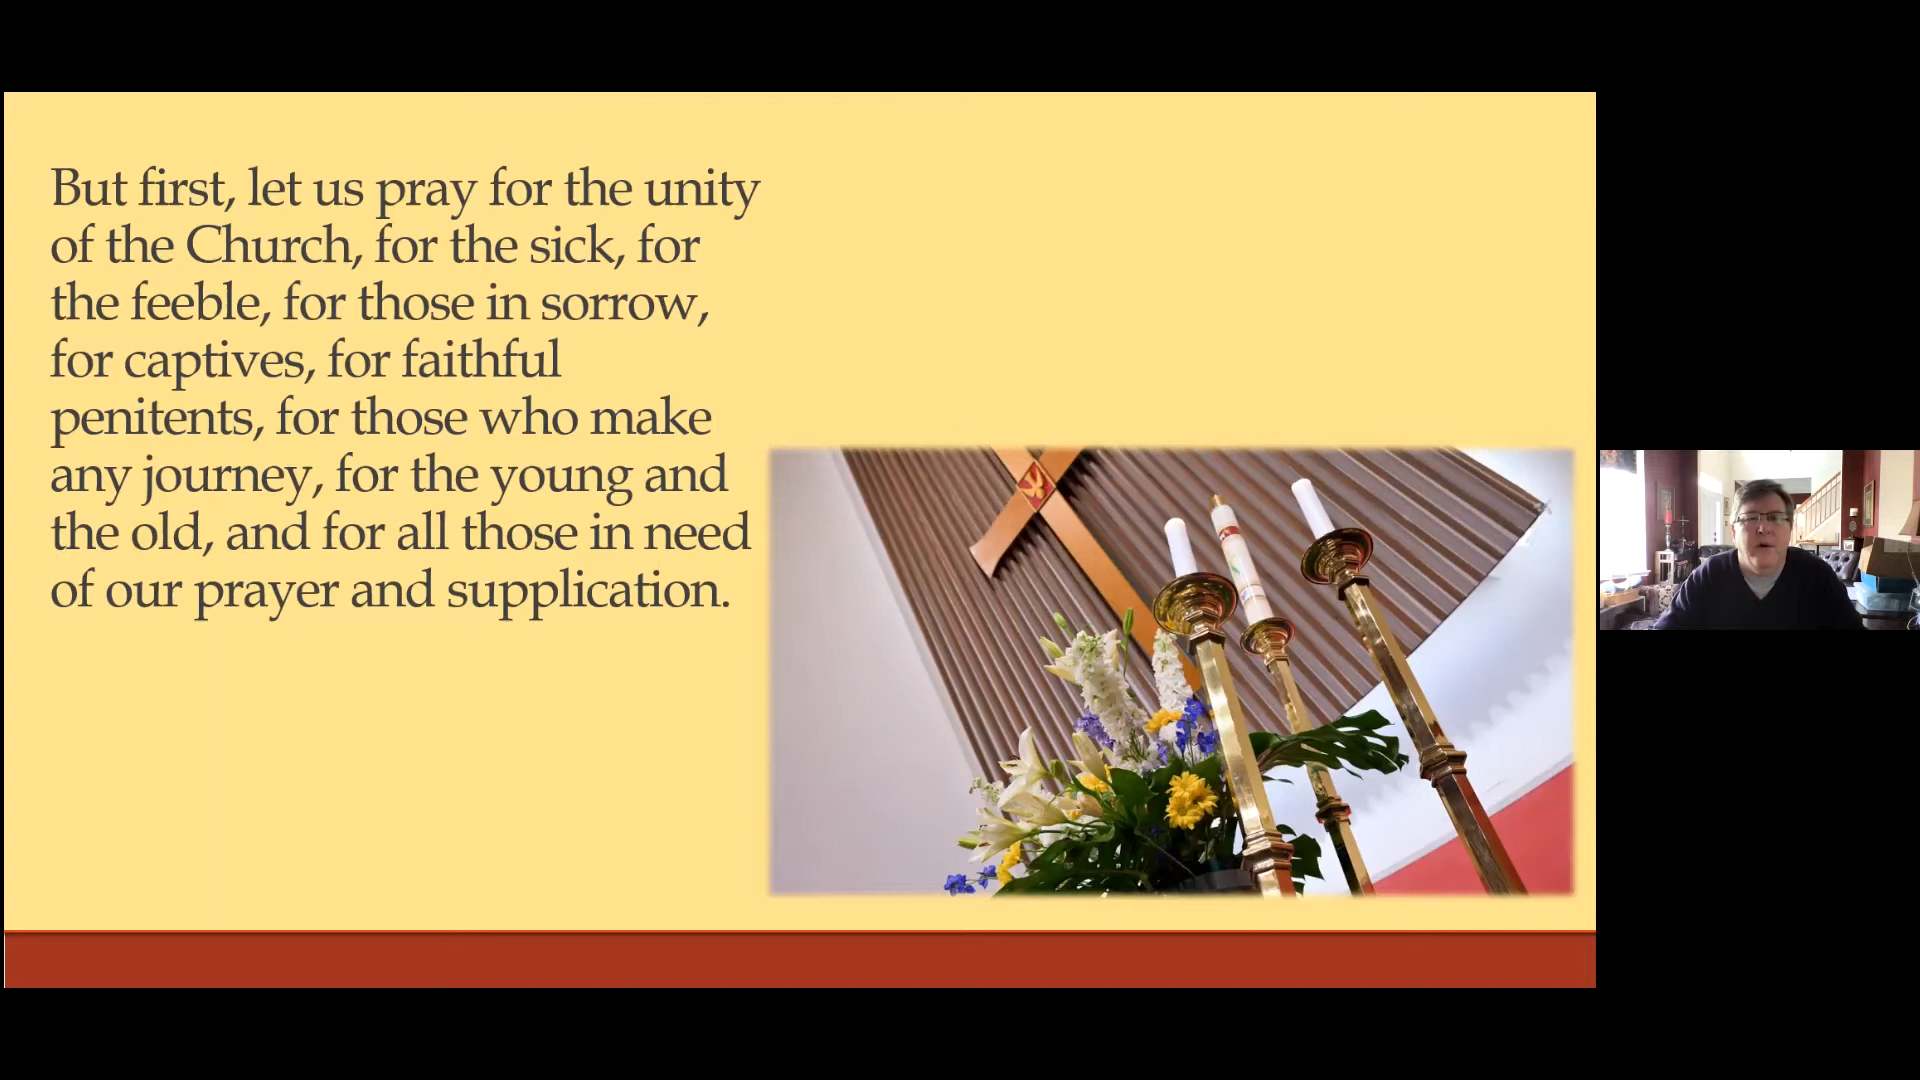 But first, let us pray for the unity
of the Church, for the sick, for
the feeble, for those in sorrow,
for captives, for faithful
penitents, for those who make
any journey, for the young and
the old, and for all those in need
of our prayer and supplication.